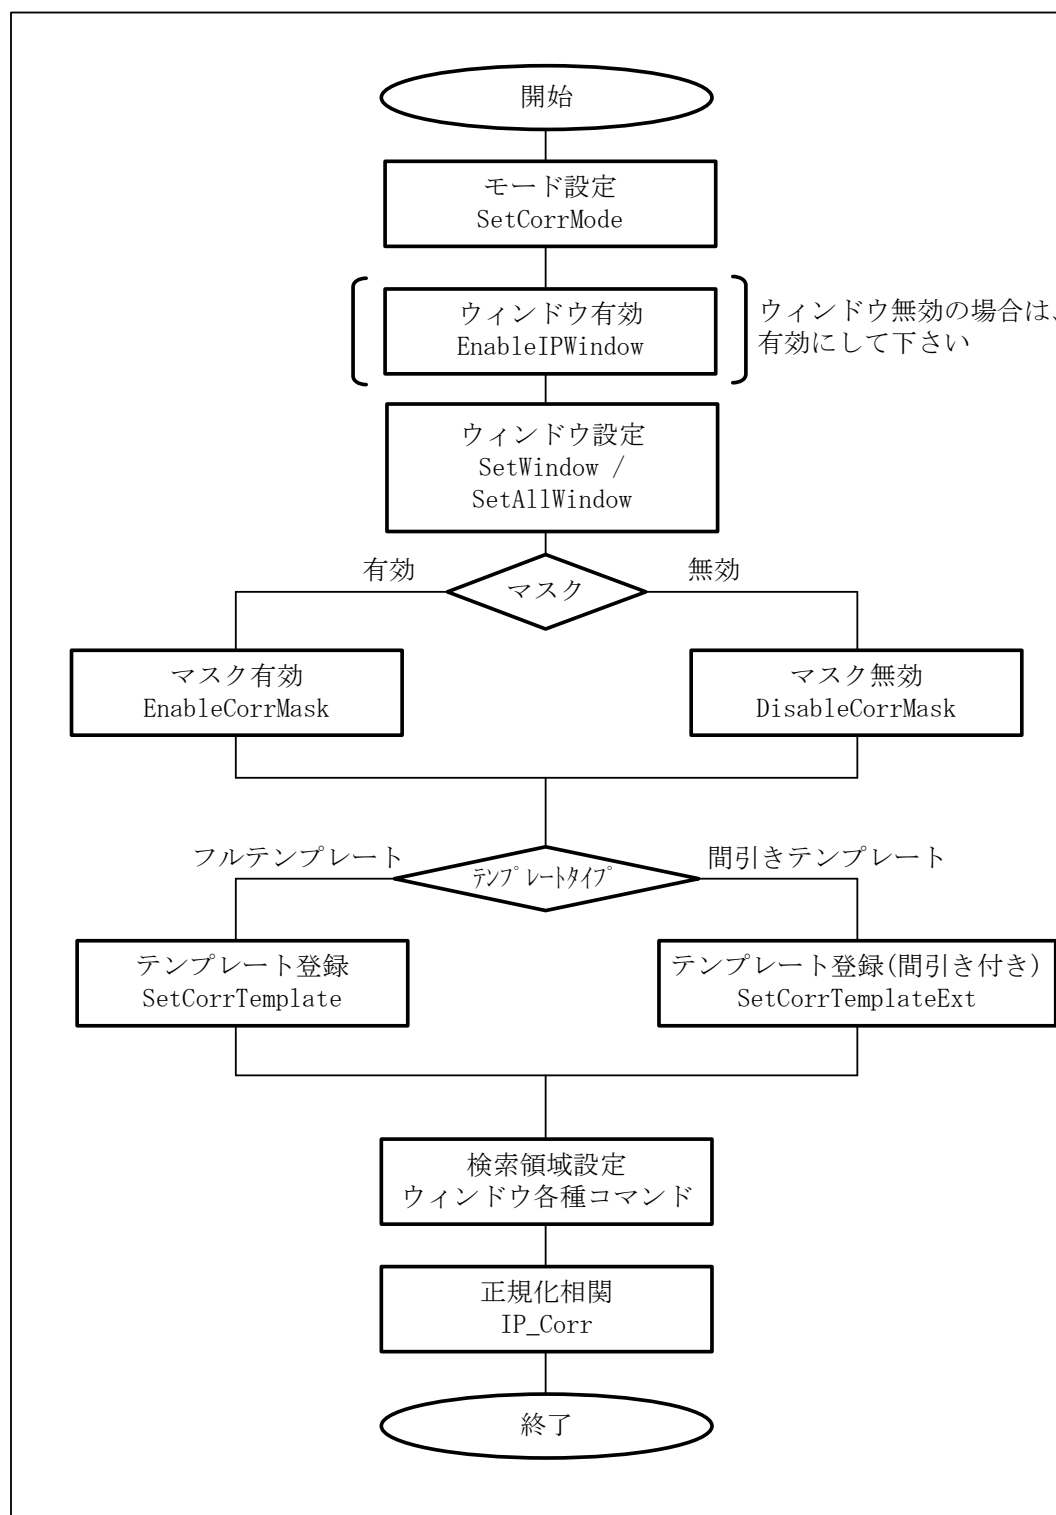 開始
モード設定
SetCorrMode
ウィンドウ有効
EnableIPWindow
ウィンドウ無効の場合は、
有効にして下さい
ウィンドウ設定
SetWindow /
SetAllWindow
有効
マスク
無効
マスク有効
EnableCorrMask
マスク無効
DisableCorrMask
フルテンプレート
ﾃﾝﾌﾟﾚｰﾄﾀｲﾌﾟ
間引きテンプレート
テンプレート登録
SetCorrTemplate
テンプレート登録(間引き付き)
SetCorrTemplateExt
検索領域設定
ウィンドウ各種コマンド
正規化相関
IP_Corr
終了